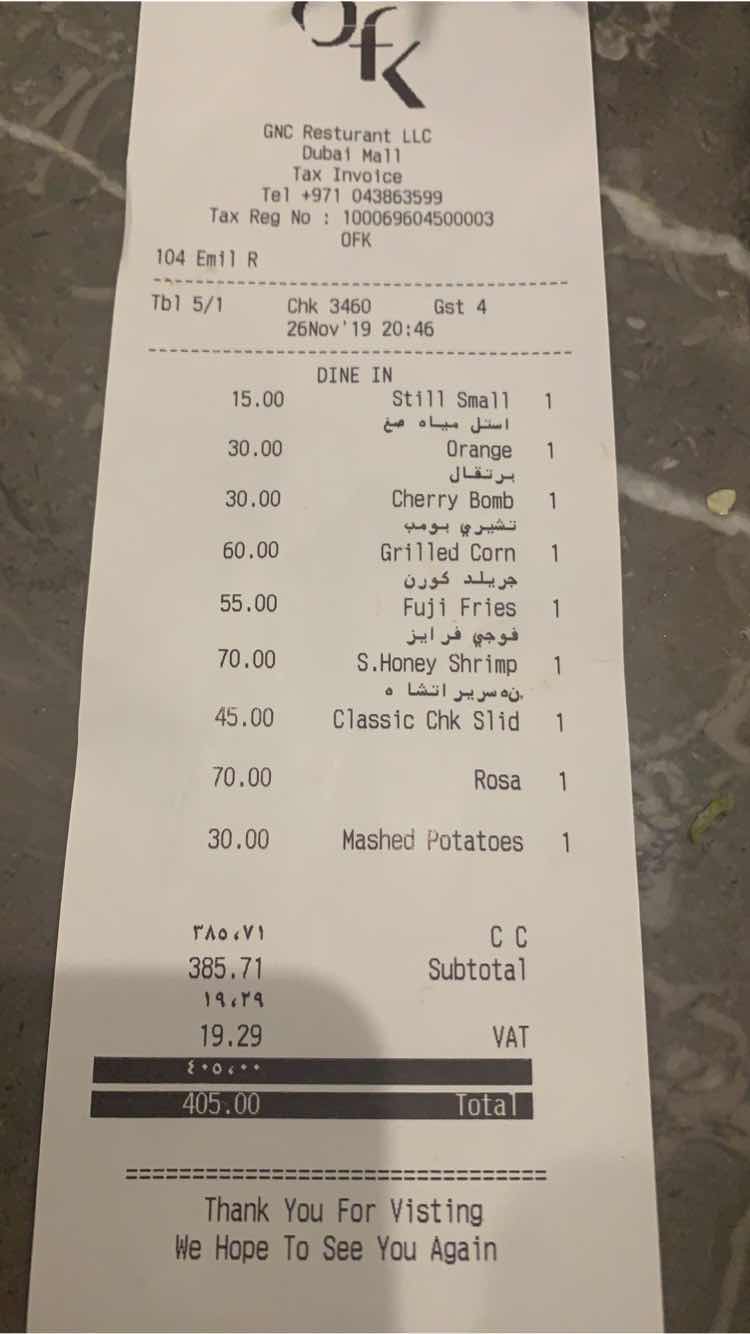 OFK
GNC Resturant LLC
Dubai Mall
Tax Invoice
Tel +971 043863599
Tax Reg No : 100069604500003
OFK
104 Emil R
Tbl 5/1 Chk 3460 Gst 4
26Nov'19 20:46
DINE IN
15.00 Still Small 1
استل مياه صغ
30.00 Orange 1
برتقال
30.00 Cherry Bomb 1
تشيري بومب
60.00 Grilled Corn 1
جريلد كورن
55.00 Fuji Fries 1
فوجي فرايز
70.00 S.Honey Shrimp 1
45.00 Classic Chk Slid 1
70.00 Rosa 1
30.00 Mashed Potatoes 1
٣٨٥،٧١ C C
385.71 Subtotal
١٩،٢٩
19.29 VAT
٤٠٥،٠٠
405.00 Total
================================
Thank You For Visting
We Hope To See You Again